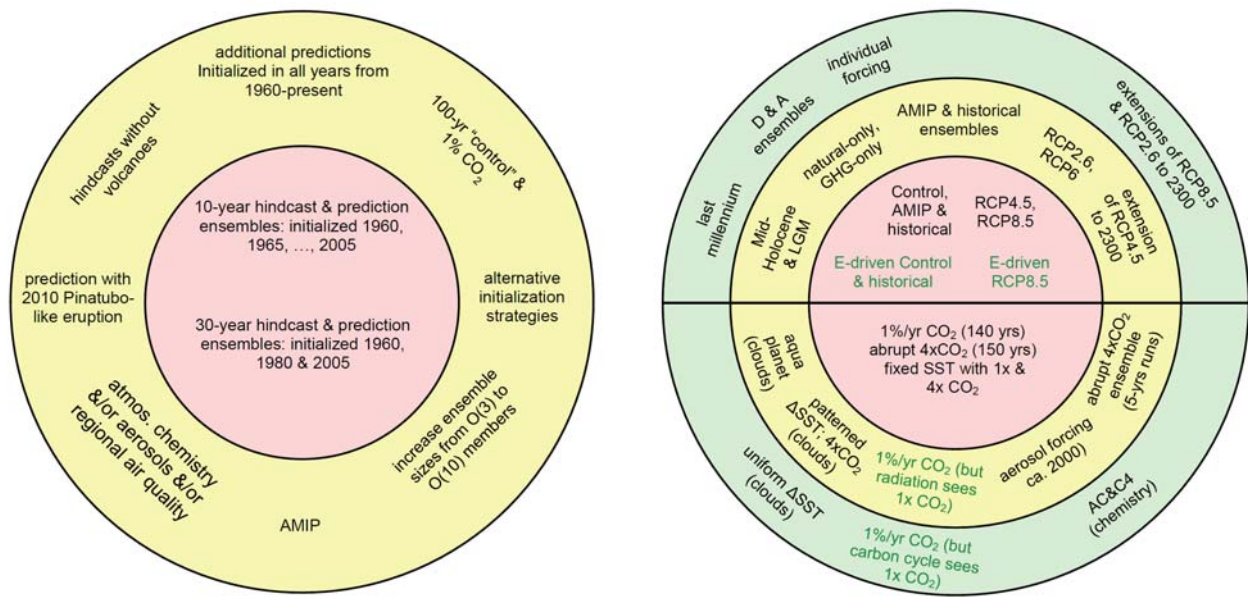 additional predictions
Initialized in all years from
1960-present
hindcasts without
volcanoes
100-yr "control" &
1% CO₂
10-year hindcast & prediction
ensembles: initialized 1960,
1965, …, 2005
prediction with
2010 Pinatubo-
like eruption
alternative
initialization
strategies
30-year hindcast & prediction
ensembles: initialized 1960,
1980 & 2005
atmos. chemistry
&/or aerosols &/or
regional air quality
increase ensemble
sizes from O(3) to
O(10) members
AMIP
individual
forcing
D & A
ensembles
last
millennium
extensions of RCP8.5
& RCP2.6 to 2300
AMIP & historical
ensembles
natural-only,
GHG-only
Mid-
Holocene
& LGM
RCP2.6,
RCP6
extension
of RCP4.5
to 2300
Control,
AMIP &
historical
RCP4.5,
RCP8.5
E-driven Control
& historical
E-driven
RCP8.5
1%/yr CO₂ (140 yrs)
abrupt 4xCO₂ (150 yrs)
fixed SST with 1x &
4x CO₂
aqua
planet
(clouds)
patterned
ΔSST; 4xCO₂
(clouds)
1%/yr CO₂ (but
radiation sees
1x CO₂)
aerosol forcing
ca. 2000)
abrupt 4xCO₂
ensemble
(5-yrs runs)
uniform ΔSST
(clouds)
1%/yr CO₂ (but
carbon cycle sees
1x CO₂)
AC&C4
(chemistry)